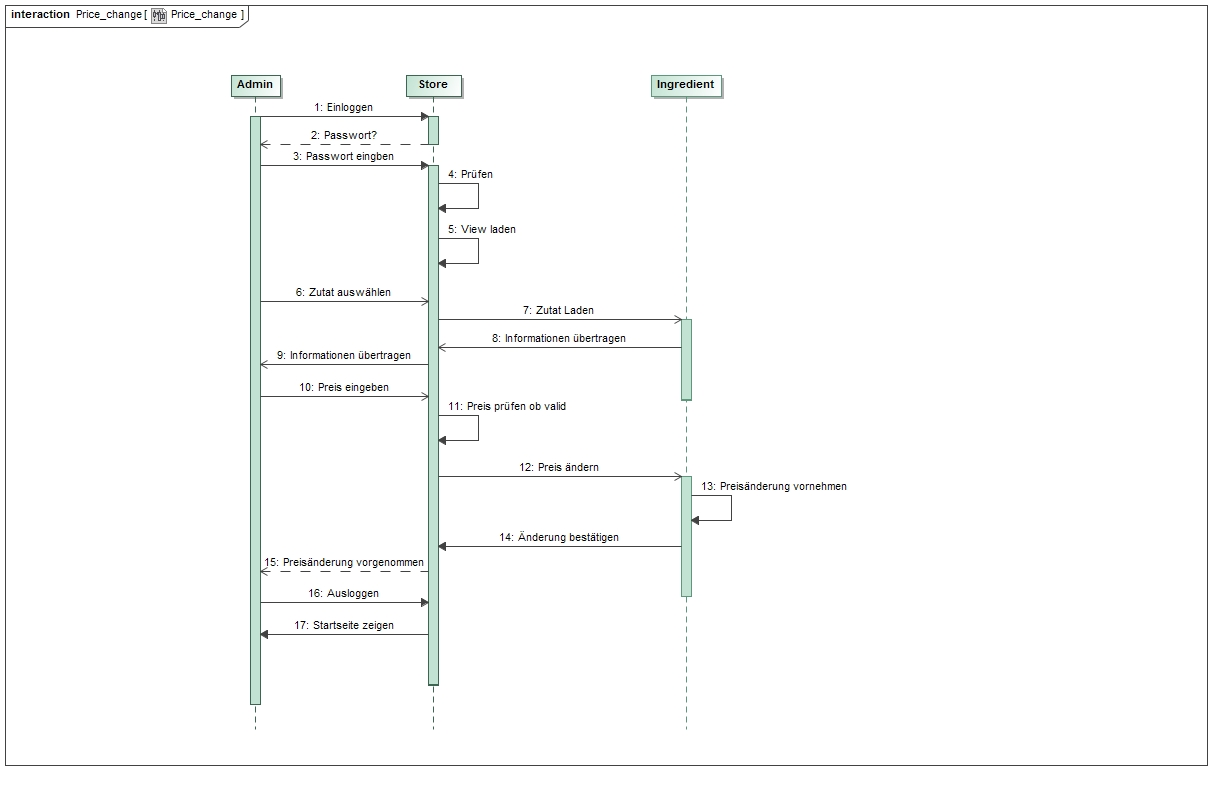 interaction Price_change [ Price_change ]
Admin
Store
Ingredient
1: Einloggen
2: Passwort?
3: Passwort eingben
4: Prüfen
5: View laden
6: Zutat auswählen
7: Zutat Laden
8: Informationen übertragen
9: Informationen übertragen
10: Preis eingeben
11: Preis prüfen ob valid
12: Preis ändern
13: Preisänderung vornehmen
14: Änderung bestätigen
15: Preisänderung vorgenommen
16: Ausloggen
17: Startseite zeigen